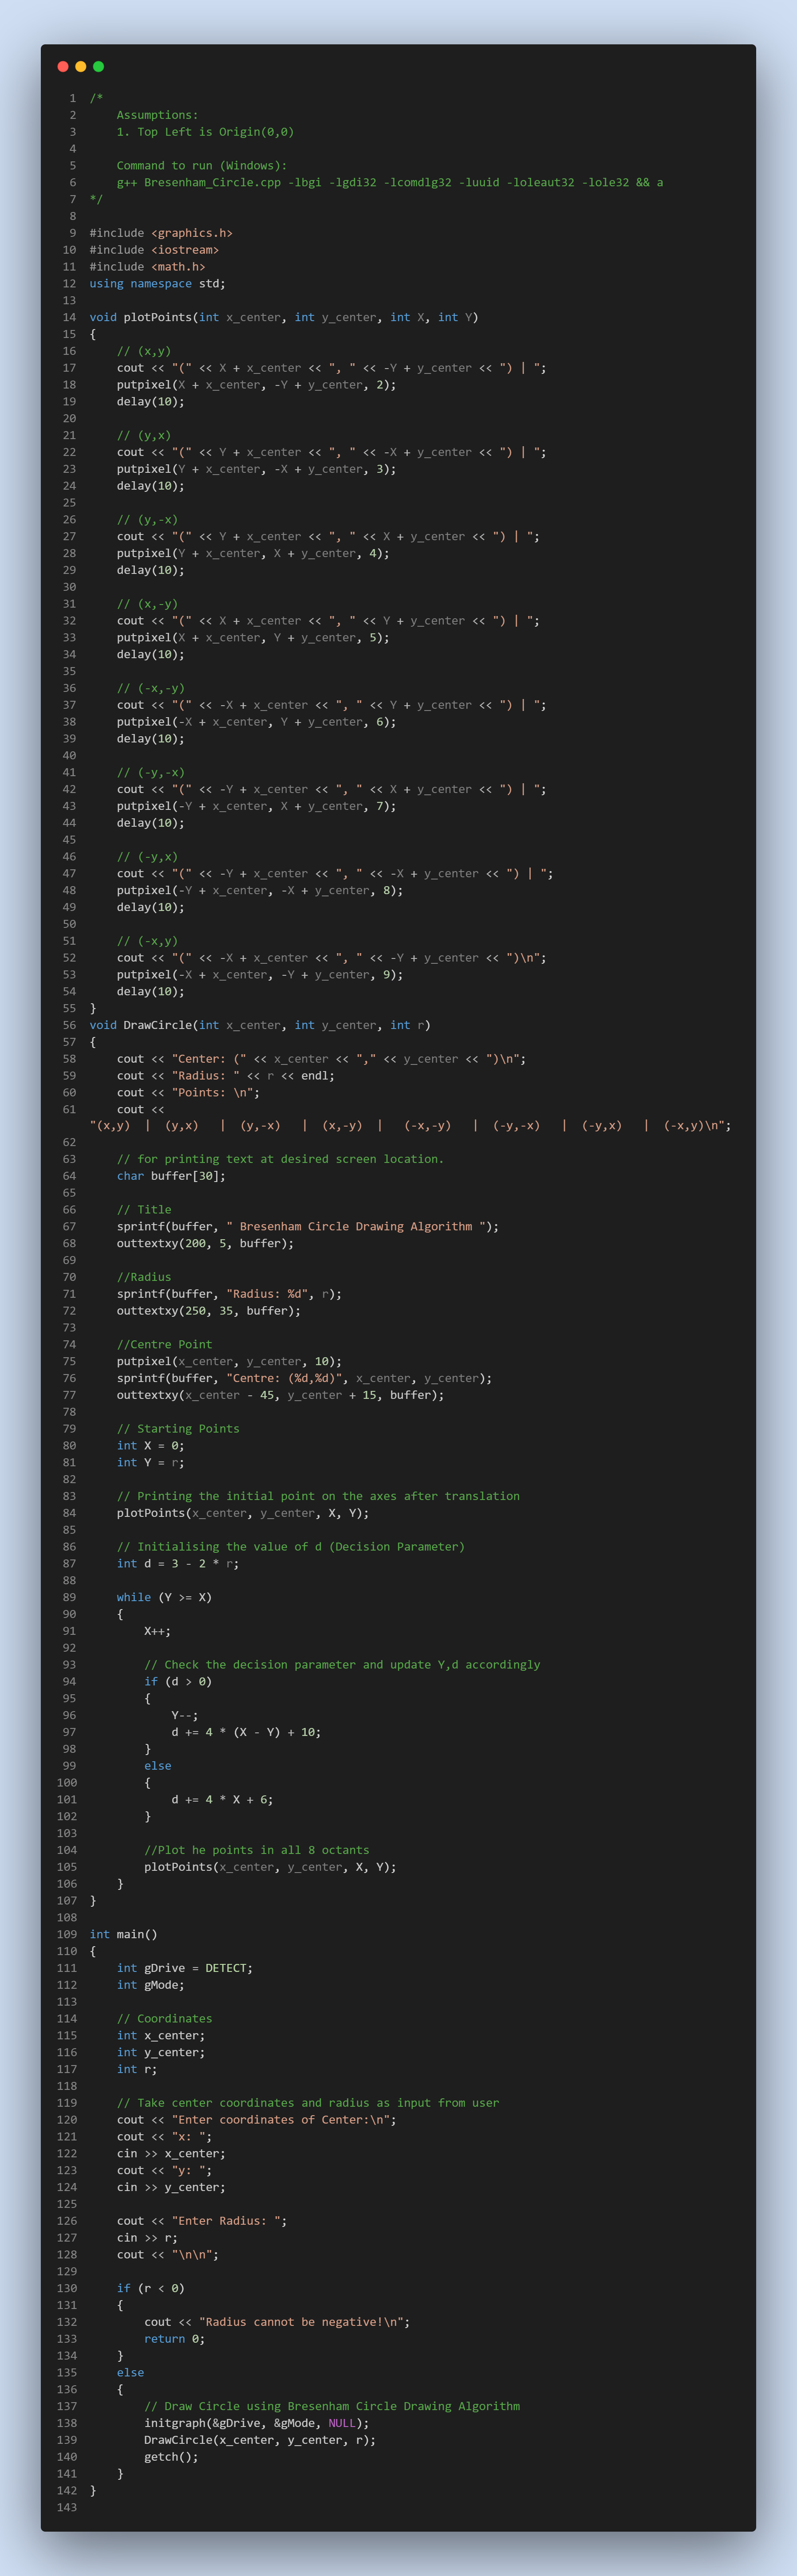 1 /*
2     Assumptions:
3     1. Top Left is Origin(0,0)
4
5     Command to run (Windows):
6     g++ Bresenham_Circle.cpp -lbgi -lgdi32 -lcomdlg32 -luuid -loleaut32 -lole32 && a
7 */
8
9 #include <graphics.h>
10 #include <iostream>
11 #include <math.h>
12 using namespace std;
13
14 void plotPoints(int x_center, int y_center, int X, int Y)
15 {
16     // (x,y)
17     cout << "(" << X + x_center << ", " << -Y + y_center << ") | ";
18     putpixel(X + x_center, -Y + y_center, 2);
19     delay(10);
20
21     // (y,x)
22     cout << "(" << Y + x_center << ", " << -X + y_center << ") | ";
23     putpixel(Y + x_center, -X + y_center, 3);
24     delay(10);
25
26     // (y,-x)
27     cout << "(" << Y + x_center << ", " << X + y_center << ") | ";
28     putpixel(Y + x_center, X + y_center, 4);
29     delay(10);
30
31     // (x,-y)
32     cout << "(" << X + x_center << ", " << Y + y_center << ") | ";
33     putpixel(X + x_center, Y + y_center, 5);
34     delay(10);
35
36     // (-x,-y)
37     cout << "(" << -X + x_center << ", " << Y + y_center << ") | ";
38     putpixel(-X + x_center, Y + y_center, 6);
39     delay(10);
40
41     // (-y,-x)
42     cout << "(" << -Y + x_center << ", " << X + y_center << ") | ";
43     putpixel(-Y + x_center, X + y_center, 7);
44     delay(10);
45
46     // (-y,x)
47     cout << "(" << -Y + x_center << ", " << -X + y_center << ") | ";
48     putpixel(-Y + x_center, -X + y_center, 8);
49     delay(10);
50
51     // (-x,y)
52     cout << "(" << -X + x_center << ", " << -Y + y_center << ")\n";
53     putpixel(-X + x_center, -Y + y_center, 9);
54     delay(10);
55 }
56 void DrawCircle(int x_center, int y_center, int r)
57 {
58     cout << "Center: (" << x_center << "," << y_center << ")\n";
59     cout << "Radius: " << r << endl;
60     cout << "Points: \n";
61     cout <<
"(x,y)  |  (y,x)   |  (y,-x)   |  (x,-y)  |   (-x,-y)   |  (-y,-x)   |  (-y,x)   |  (-x,y)\n";
62
63     // for printing text at desired screen location.
64     char buffer[30];
65
66     // Title
67     sprintf(buffer, " Bresenham Circle Drawing Algorithm ");
68     outtextxy(200, 5, buffer);
69
70     //Radius
71     sprintf(buffer, "Radius: %d", r);
72     outtextxy(250, 35, buffer);
73
74     //Centre Point
75     putpixel(x_center, y_center, 10);
76     sprintf(buffer, "Centre: (%d,%d)", x_center, y_center);
77     outtextxy(x_center - 45, y_center + 15, buffer);
78
79     // Starting Points
80     int X = 0;
81     int Y = r;
82
83     // Printing the initial point on the axes after translation
84     plotPoints(x_center, y_center, X, Y);
85
86     // Initialising the value of d (Decision Parameter)
87     int d = 3 - 2 * r;
88
89     while (Y >= X)
90     {
91         X++;
92
93         // Check the decision parameter and update Y,d accordingly
94         if (d > 0)
95         {
96             Y--;
97             d += 4 * (X - Y) + 10;
98         }
99         else
100         {
101             d += 4 * X + 6;
102         }
103
104         //Plot he points in all 8 octants
105         plotPoints(x_center, y_center, X, Y);
106     }
107 }
108
109 int main()
110 {
111     int gDrive = DETECT;
112     int gMode;
113
114     // Coordinates
115     int x_center;
116     int y_center;
117     int r;
118
119     // Take center coordinates and radius as input from user
120     cout << "Enter coordinates of Center:\n";
121     cout << "x: ";
122     cin >> x_center;
123     cout << "y: ";
124     cin >> y_center;
125
126     cout << "Enter Radius: ";
127     cin >> r;
128     cout << "\n\n";
129
130     if (r < 0)
131     {
132         cout << "Radius cannot be negative!\n";
133         return 0;
134     }
135     else
136     {
137         // Draw Circle using Bresenham Circle Drawing Algorithm
138         initgraph(&gDrive, &gMode, NULL);
139         DrawCircle(x_center, y_center, r);
140         getch();
141     }
142 }
143